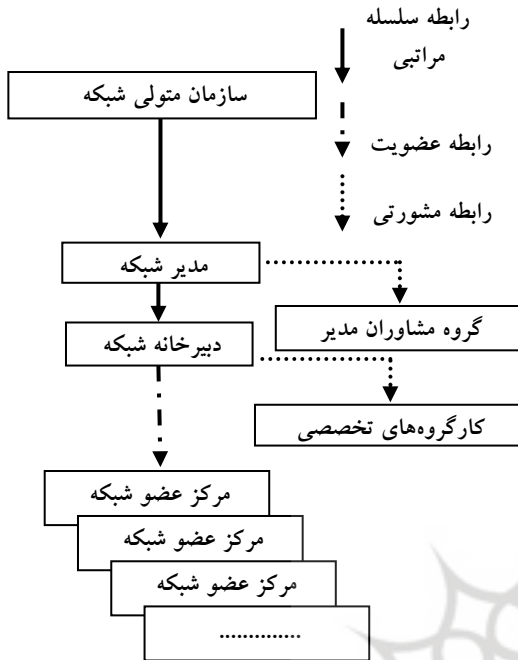 رابطه سلسله
مراتبی
سازمان متولی شبکه
رابطه عضویت
رابطه مشورتی
مدیر شبکه
گروه مشاوران مدیر
دبیرخانه شبکه
کارگروه‌های تخصصی
مرکز عضو شبکه
مرکز عضو شبکه
مرکز عضو شبکه
..............